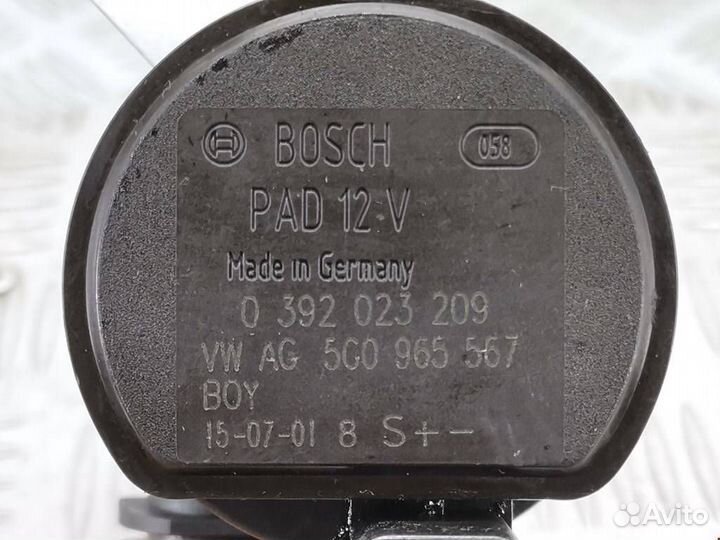 BOSCH 058
PAD 12 V
Made in Germany
0 392 023 209
VW AG 5G0 965 567
BOY
15-07-01 8 S+-
Avito